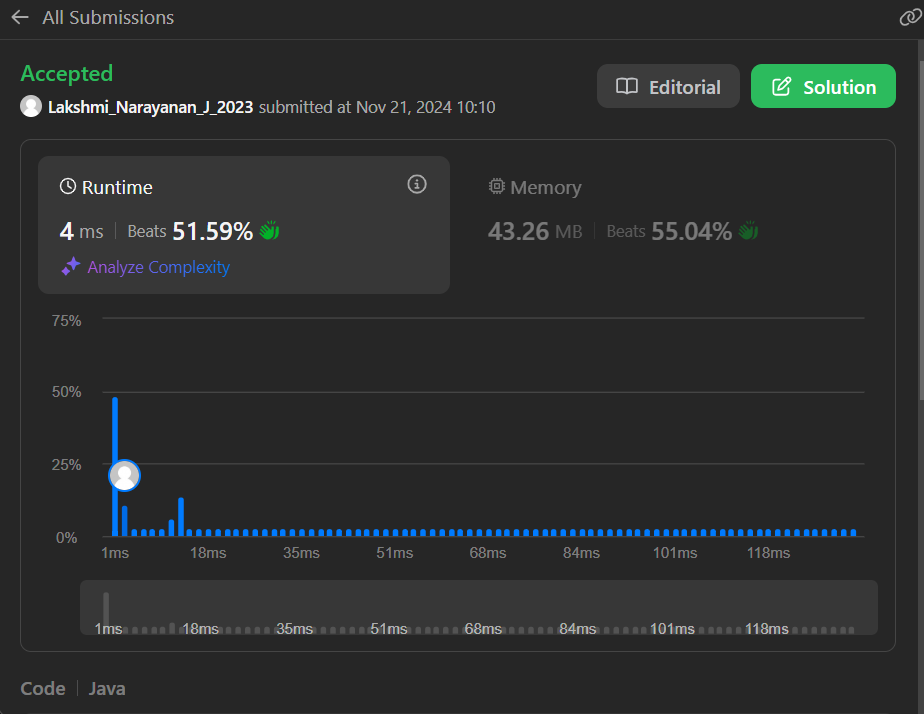 All Submissions
Accepted
Lakshmi_Narayanan_J_2023 submitted at Nov 21, 2024 10:10
Editorial
Solution
Runtime
4 ms Beats 51.59%
Analyze Complexity
Memory
43.26 MB Beats 55.04%
75%
50%
25%
0%
1ms 18ms 35ms 51ms 68ms 84ms 101ms 118ms
1ms 18ms 35ms 51ms 68ms 84ms 101ms 118ms
Code Java